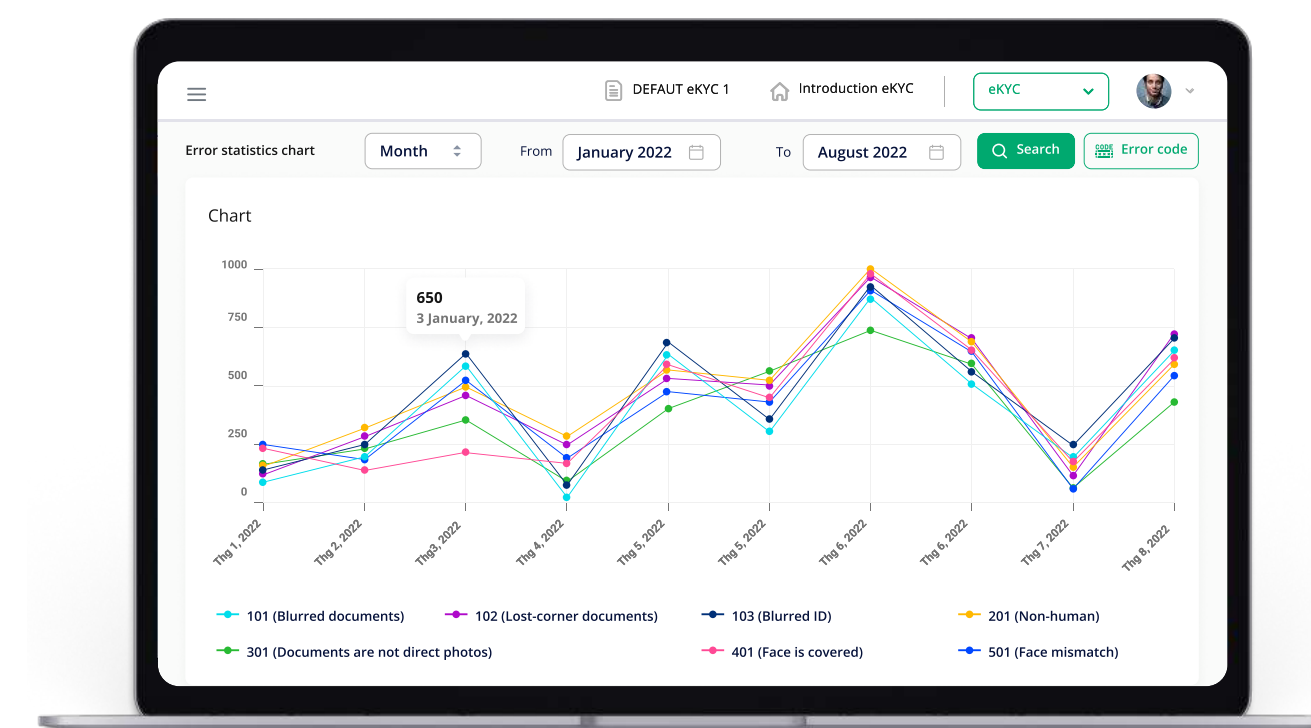 DEFAUT eKYC 1
Introduction eKYC
eKYC
Error statistics chart
Month
From
January 2022
To
August 2022
Search
CODE
Error code
Chart
1000
750
500
250
0
650
3 January, 2022
Thg 1, 2022
Thg 2, 2022
Thg3, 2022
Thg 4, 2022
Thg 5, 2022
Thg 5, 2022
Thg 6, 2022
Thg 6, 2022
Thg 7, 2022
Thg 8, 2022
101 (Blurred documents)
102 (Lost-corner documents)
103 (Blurred ID)
201 (Non-human)
301 (Documents are not direct photos)
401 (Face is covered)
501 (Face mismatch)